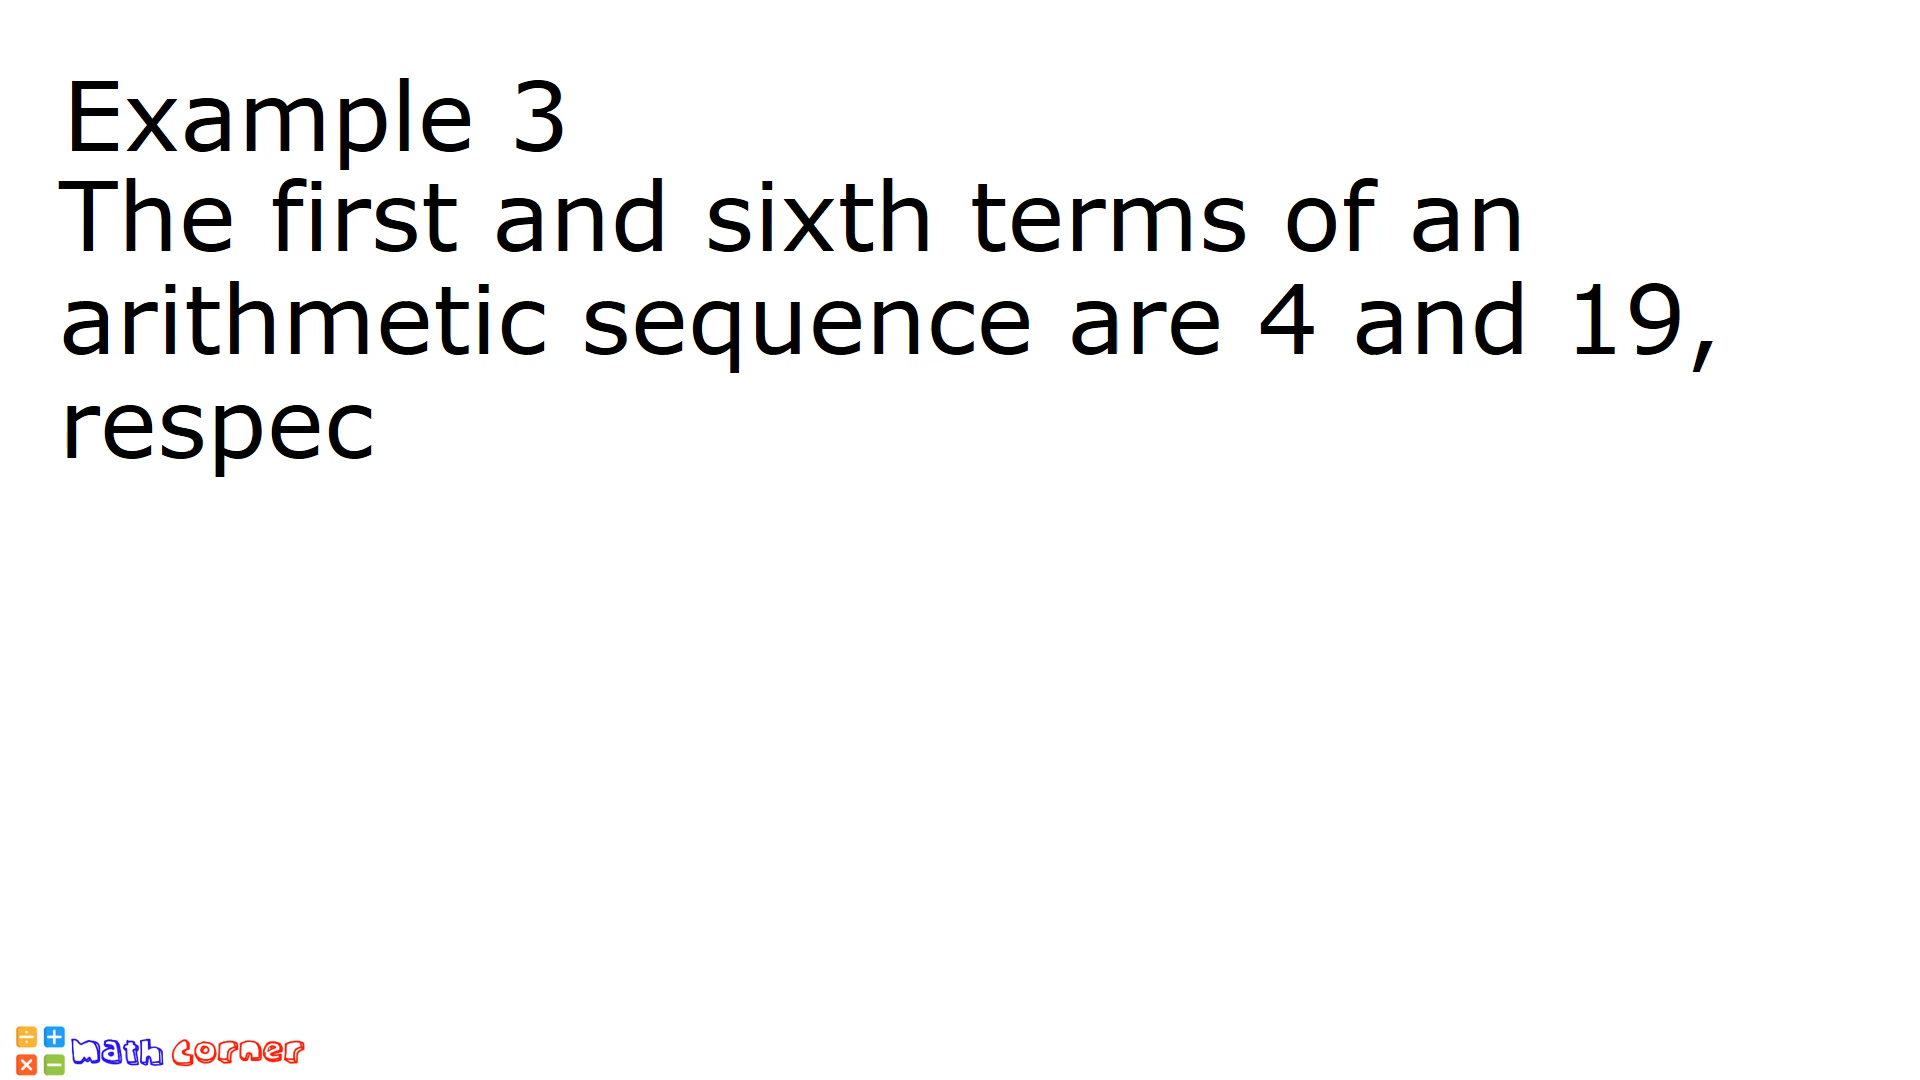 Example 3
The first and sixth terms of an
arithmetic sequence are 4 and 19,
respec
math corner